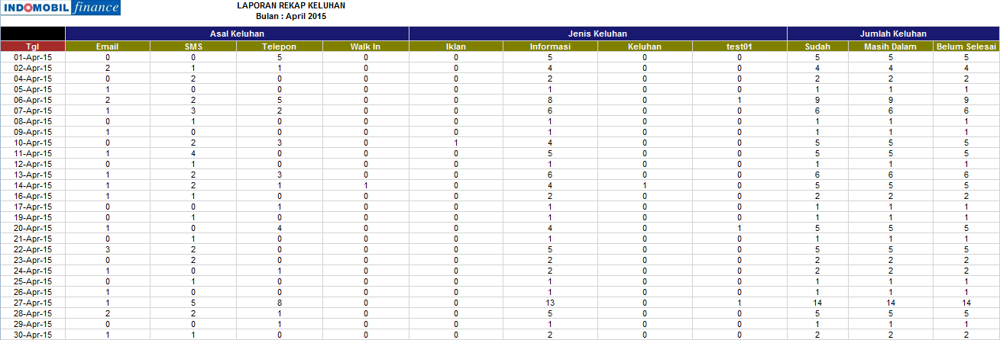 INDOMOBIL finance
LAPORAN REKAP KELUHAN
Bulan : April 2015
Asal Keluhan Jenis Keluhan Jumlah Keluhan
Tgl Email SMS Telepon Walk In Iklan Informasi Keluhan test01 Sudah Masih Dalam Belum Selesai
01-Apr-15 0 0 5 0 0 5 0 0 5 5 5
02-Apr-15 2 1 1 0 0 4 0 0 4 4 4
04-Apr-15 0 2 0 0 0 2 0 0 2 2 2
05-Apr-15 1 0 0 0 0 1 0 0 1 1 1
06-Apr-15 2 2 5 0 0 8 0 1 9 9 9
07-Apr-15 1 3 2 0 0 6 0 0 6 6 6
08-Apr-15 0 1 0 0 0 1 0 0 1 1 1
09-Apr-15 1 0 0 0 0 1 0 0 1 1 1
10-Apr-15 0 2 3 0 1 4 0 0 5 5 5
11-Apr-15 1 4 0 0 0 5 0 0 5 5 5
12-Apr-15 0 1 0 0 0 1 0 0 1 1 1
13-Apr-15 1 2 3 0 0 6 0 0 6 6 6
14-Apr-15 1 2 1 1 0 4 1 0 5 5 5
16-Apr-15 1 1 0 0 0 2 0 0 2 2 2
17-Apr-15 0 0 1 0 0 1 0 0 1 1 1
19-Apr-15 0 1 0 0 0 1 0 0 1 1 1
20-Apr-15 1 0 4 0 0 4 0 1 5 5 5
21-Apr-15 0 1 0 0 0 1 0 0 1 1 1
22-Apr-15 3 2 0 0 0 5 0 0 5 5 5
23-Apr-15 0 2 0 0 0 2 0 0 2 2 2
24-Apr-15 1 0 1 0 0 2 0 0 2 2 2
25-Apr-15 0 1 0 0 0 1 0 0 1 1 1
26-Apr-15 1 0 0 0 0 1 0 0 1 1 1
27-Apr-15 1 5 8 0 0 13 0 1 14 14 14
28-Apr-15 2 2 1 0 0 5 0 0 5 5 5
29-Apr-15 0 0 1 0 0 1 0 0 1 1 1
30-Apr-15 1 1 0 0 0 2 0 0 2 2 2